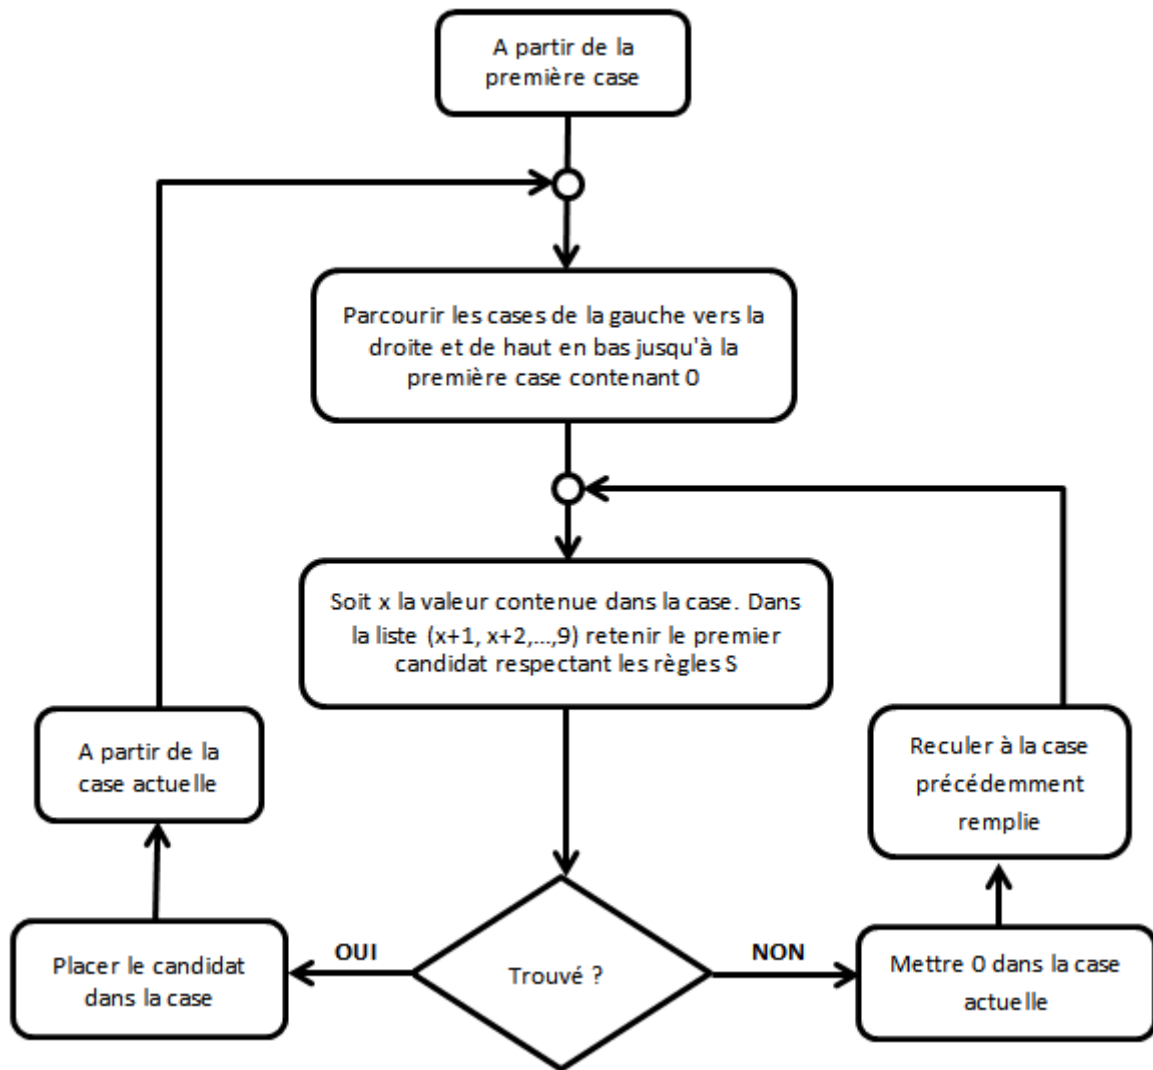 A partir de la
première case
Parcourir les cases de la gauche vers la
droite et de haut en bas jusqu'à la
première case contenant 0
Soit x la valeur contenue dans la case. Dans
la liste (x+1, x+2,...,9) retenir le premier
candidat respectant les règles S
A partir de la
case actuelle
Reculer à la case
précédemment
remplie
OUI
Trouvé ?
NON
Placer le candidat
dans la case
Mettre 0 dans la case
actuelle